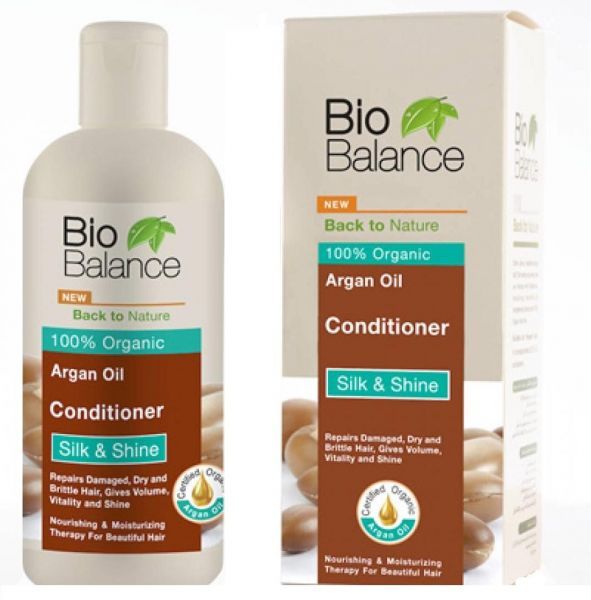 Bio
Balance
NEW
Back to Nature
100% Organic
Argan Oil
Conditioner
Silk & Shine
Repairs Damaged, Dry and
Brittle Hair, Gives Volume,
Vitality and Shine
Certified Organic
Argan Oil
Nourishing & Moisturizing
Therapy For Beautiful Hair
Bio
Balance
NEW
Back to Nature
100% Organic
Argan Oil
Conditioner
Silk & Shine
Repairs Damaged, Dry and
Brittle Hair, Gives Volume,
Vitality and Shine
Certified Organic
Argan Oil
Nourishing & Moisturizing
Therapy For Beautiful Hair
Bio
Balance
Back to Nature